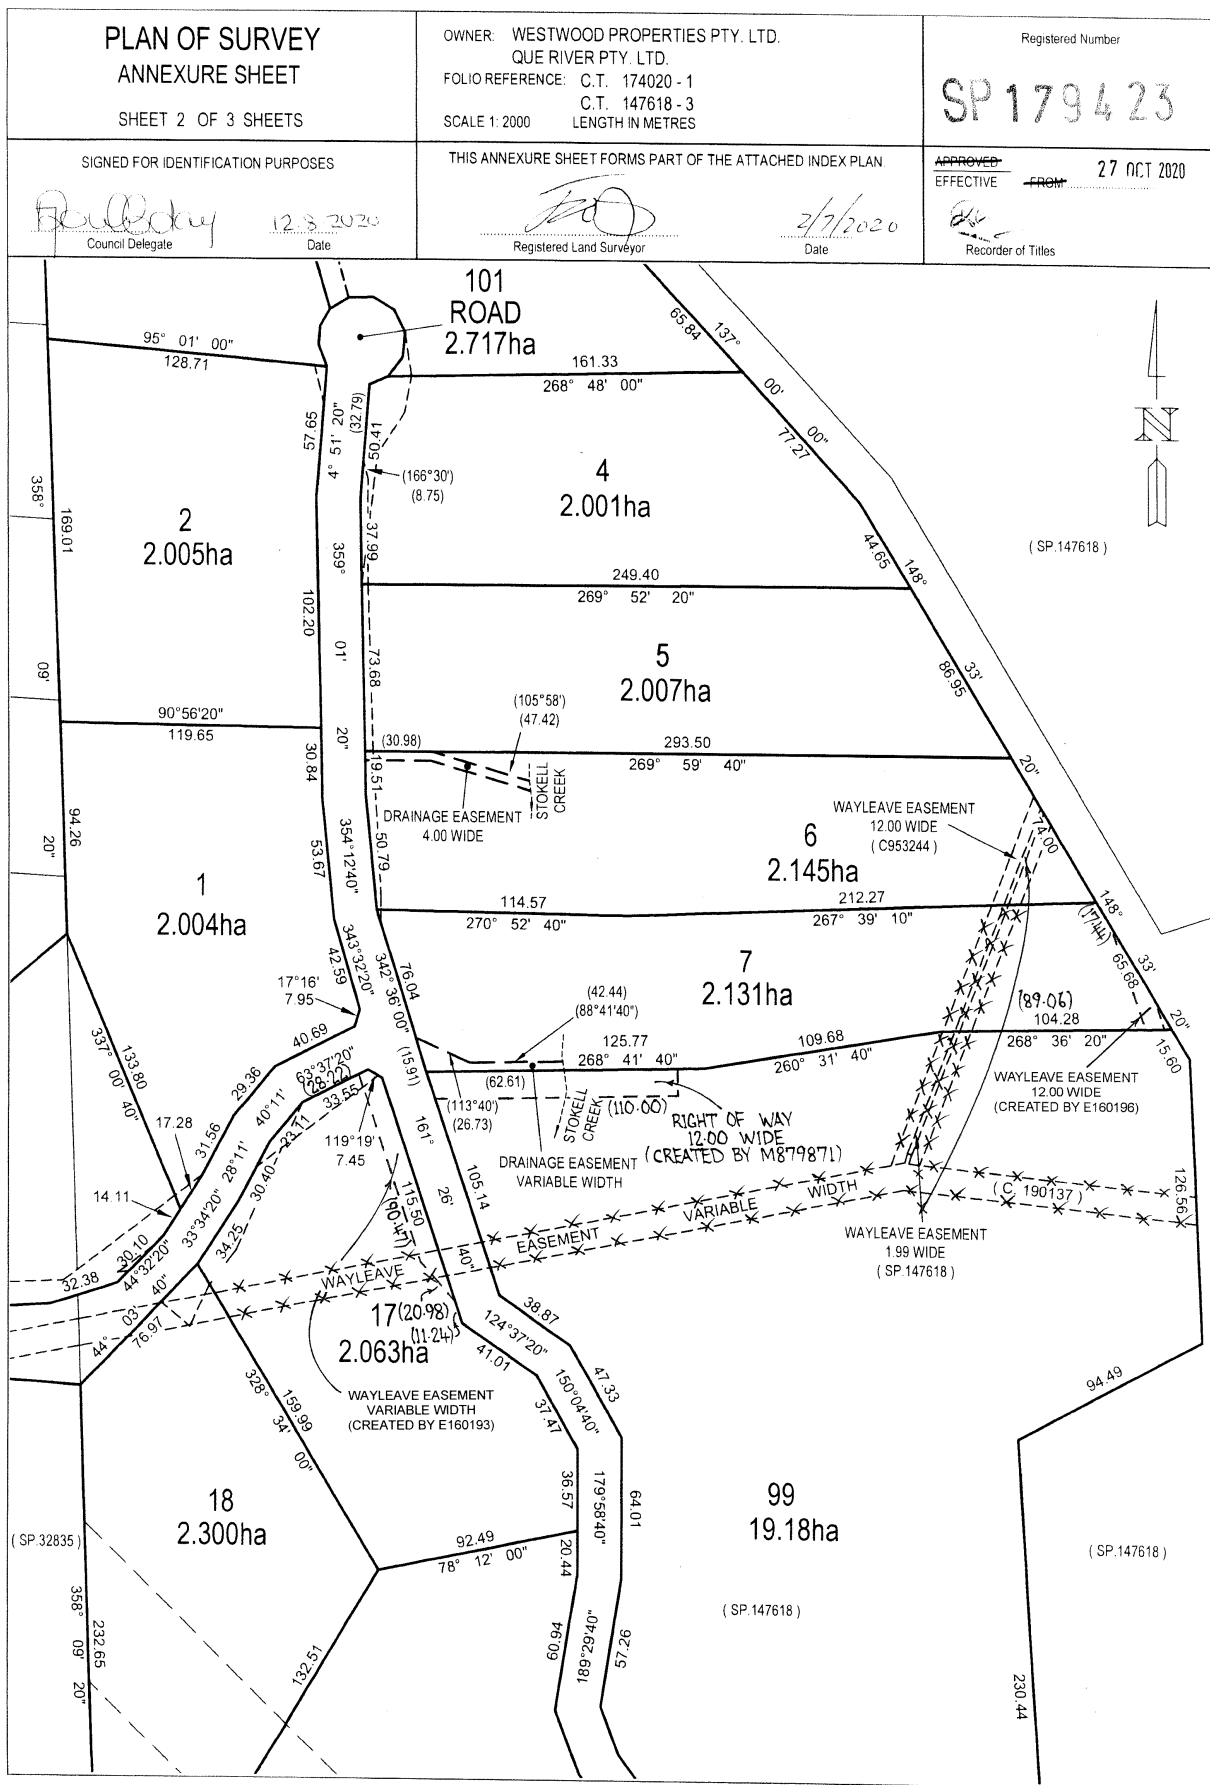 PLAN OF SURVEY
ANNEXURE SHEET
SHEET 2 OF 3 SHEETS
OWNER: WESTWOOD PROPERTIES PTY. LTD.
QUE RIVER PTY. LTD.
FOLIO REFERENCE: C.T. 174020 - 1
C.T. 147618 - 3
SCALE 1: 2000 LENGTH IN METRES
Registered Number
SP179423
SIGNED FOR IDENTIFICATION PURPOSES
12.8.2020
Council Delegate Date
THIS ANNEXURE SHEET FORMS PART OF THE ATTACHED INDEX PLAN.
2/7/2020
Registered Land Surveyor Date
APPROVED
EFFECTIVE FROM 27 OCT 2020
Recorder of Titles
101
ROAD
2.717ha
95° 01' 00"
128.71
161.33
268° 48' 00"
65.84
137° 00' 00"
77.27
57.65
4° 51' 20"
(32.79)
50.41
(166°30')
(8.75)
4
2.001ha
2
2.005ha
358° 09' 20"
169.01
37.99
359° 01' 20"
102.20
44.65
148° 33' 20"
(SP.147618)
N
249.40
269° 52' 20"
5
2.007ha
73.68
86.95
(105°58')
(47.42)
90°56'20"
119.65
(30.98)
293.50
269° 59' 40"
30.84
19.51
DRAINAGE EASEMENT
4.00 WIDE
STOKELL
CREEK
WAYLEAVE EASEMENT
12.00 WIDE
(C953244)
74.00
94.26
1
2.004ha
53.67
354°12'40"
50.79
6
2.145ha
114.57
270° 52' 40"
212.27
267° 39' 10"
148° 33' 20"
(17.44)
65.68
343°32'20"
42.59
342° 36' 00"
76.04
7
2.131ha
17°16'
7.95
(42.44)
(88°41'40")
(89.06)
104.28
268° 36' 20"
15.60
40.69
63°37'20"
(28.22)
33.55
(15.91)
125.77
268° 41' 40"
109.68
260° 31' 40"
133.80
337° 00' 40"
29.36
40°11'
23.11
(62.61)
(113°40')
(26.73)
STOKELL
CREEK
(110.00)
RIGHT OF WAY
12.00 WIDE
(CREATED BY M879871)
WAYLEAVE EASEMENT
12.00 WIDE
(CREATED BY E160196)
17.28
31.56
28°11'
30.40
119°19'
7.45
161° 26' 40"
105.14
DRAINAGE EASEMENT
VARIABLE WIDTH
14.11
33°34'20"
34.25
115.50
(90.47)
WAYLEAVE EASEMENT VARIABLE WIDTH
(C. 190137)
126.56
30.10
44°32'20"
32.38
WAYLEAVE EASEMENT
1.99 WIDE
(SP.147618)
44° 03' 40"
76.97
17
2.063ha
(20.98)
(11.24)
38.87
124°37'20"
41.01
47.33
150°04'40"
37.47
94.49
WAYLEAVE EASEMENT
VARIABLE WIDTH
(CREATED BY E160193)
159.99
328° 34' 00"
18
2.300ha
(SP.32835)
92.49
78° 12' 00"
36.57
179°58'40"
64.01
20.44
99
19.18ha
(SP.147618)
(SP.147618)
358° 09' 20"
232.65
132.51
60.94
189°29'40"
57.26
230.44